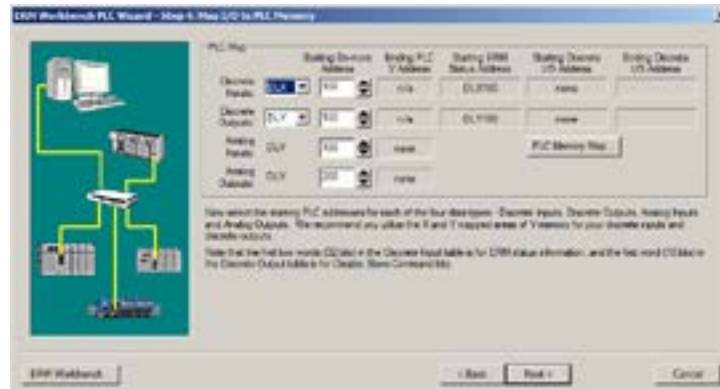 ERM Workbench PLC Wizard - Step 4: Map I/O to PLC Memory
PLC Map
Starting
Address
Ending PLC
V Address
Starting ERM
Status Address
Starting Discrete
I/O Address
Ending Discrete
I/O Address
Discrete
Inputs
n/a
none
Discrete
Outputs
n/a
none
Analog
Inputs
none
PLC Memory Map
Analog
Outputs
none
Now select the starting PLC addresses for each of the four data types - Discrete Inputs, Discrete Outputs, Analog Inputs
and Analog Outputs. We recommend you utilize the X and Y mapped areas of V memory for your discrete inputs and
discrete outputs.
Note that the first two words (32 bits) in the Discrete Input table is for ERM status information, and the first word (16 bits) in
the Discrete Output table is for Disable Slave Command bits.
ERM Workbench
< Back
Next >
Cancel